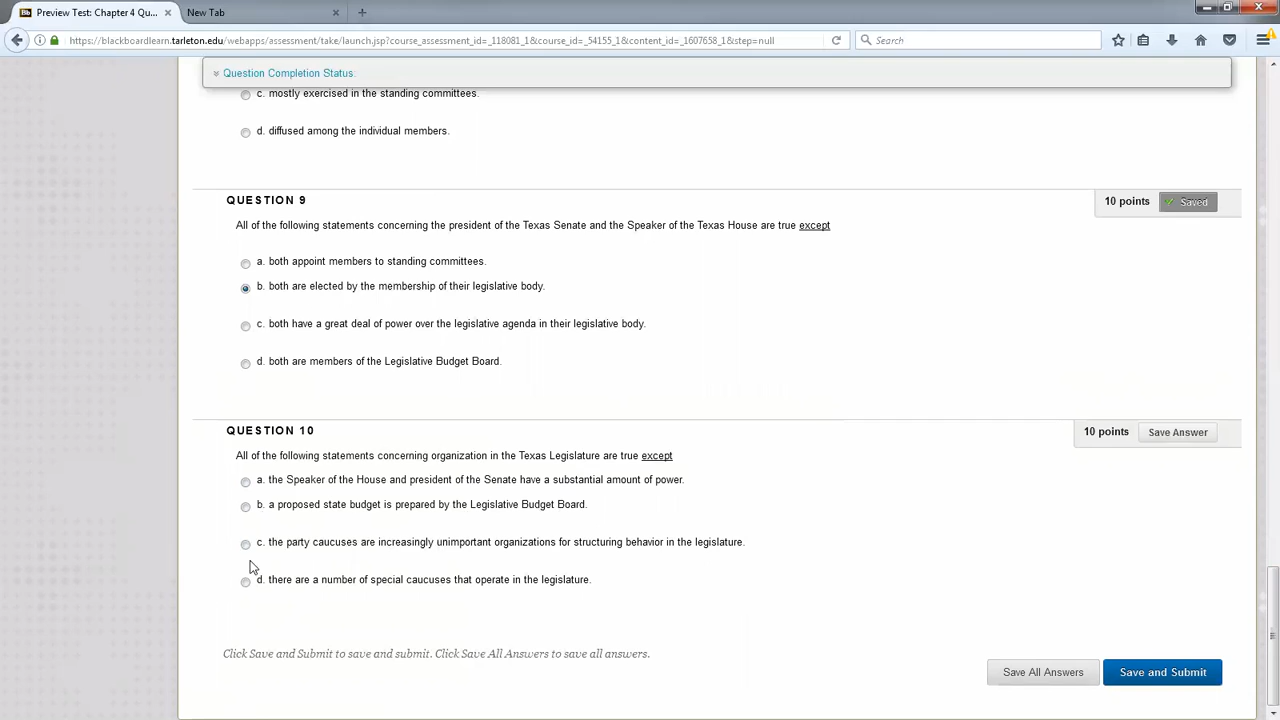 Preview Test: Chapter 4 Qu...
New Tab
https://blackboardlearn.tarleton.edu/webapps/assessment/take/launch.jsp?course_assessment_id=_118081_1&course_id=_54155_1&content_id=_1607658_1&step=null
Search
Question Completion Status:
c. mostly exercised in the standing committees.
d. diffused among the individual members.
QUESTION 9
10 points
Saved
All of the following statements concerning the president of the Texas Senate and the Speaker of the Texas House are true except
a. both appoint members to standing committees.
b. both are elected by the membership of their legislative body.
c. both have a great deal of power over the legislative agenda in their legislative body.
d. both are members of the Legislative Budget Board.
QUESTION 10
10 points
Save Answer
All of the following statements concerning organization in the Texas Legislature are true except
a. the Speaker of the House and president of the Senate have a substantial amount of power.
b. a proposed state budget is prepared by the Legislative Budget Board.
c. the party caucuses are increasingly unimportant organizations for structuring behavior in the legislature.
d. there are a number of special caucuses that operate in the legislature.
Click Save and Submit to save and submit. Click Save All Answers to save all answers.
Save All Answers
Save and Submit